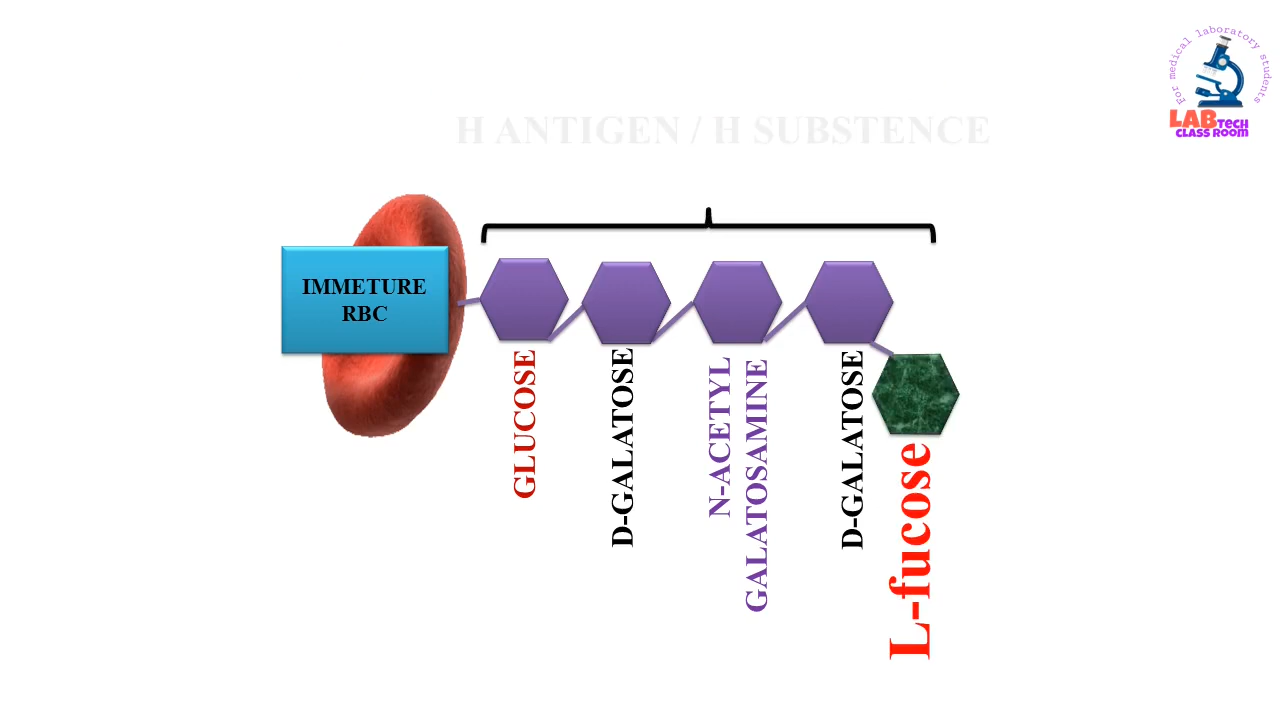 For medical laboratory students
LAB TECH
CLASS ROOM
H ANTIGEN / H SUBSTENCE
IMMETURE
RBC
GLUCOSE
D-GALATOSE
N-ACETYL
GALATOSAMINE
D-GALATOSE
L-fucose